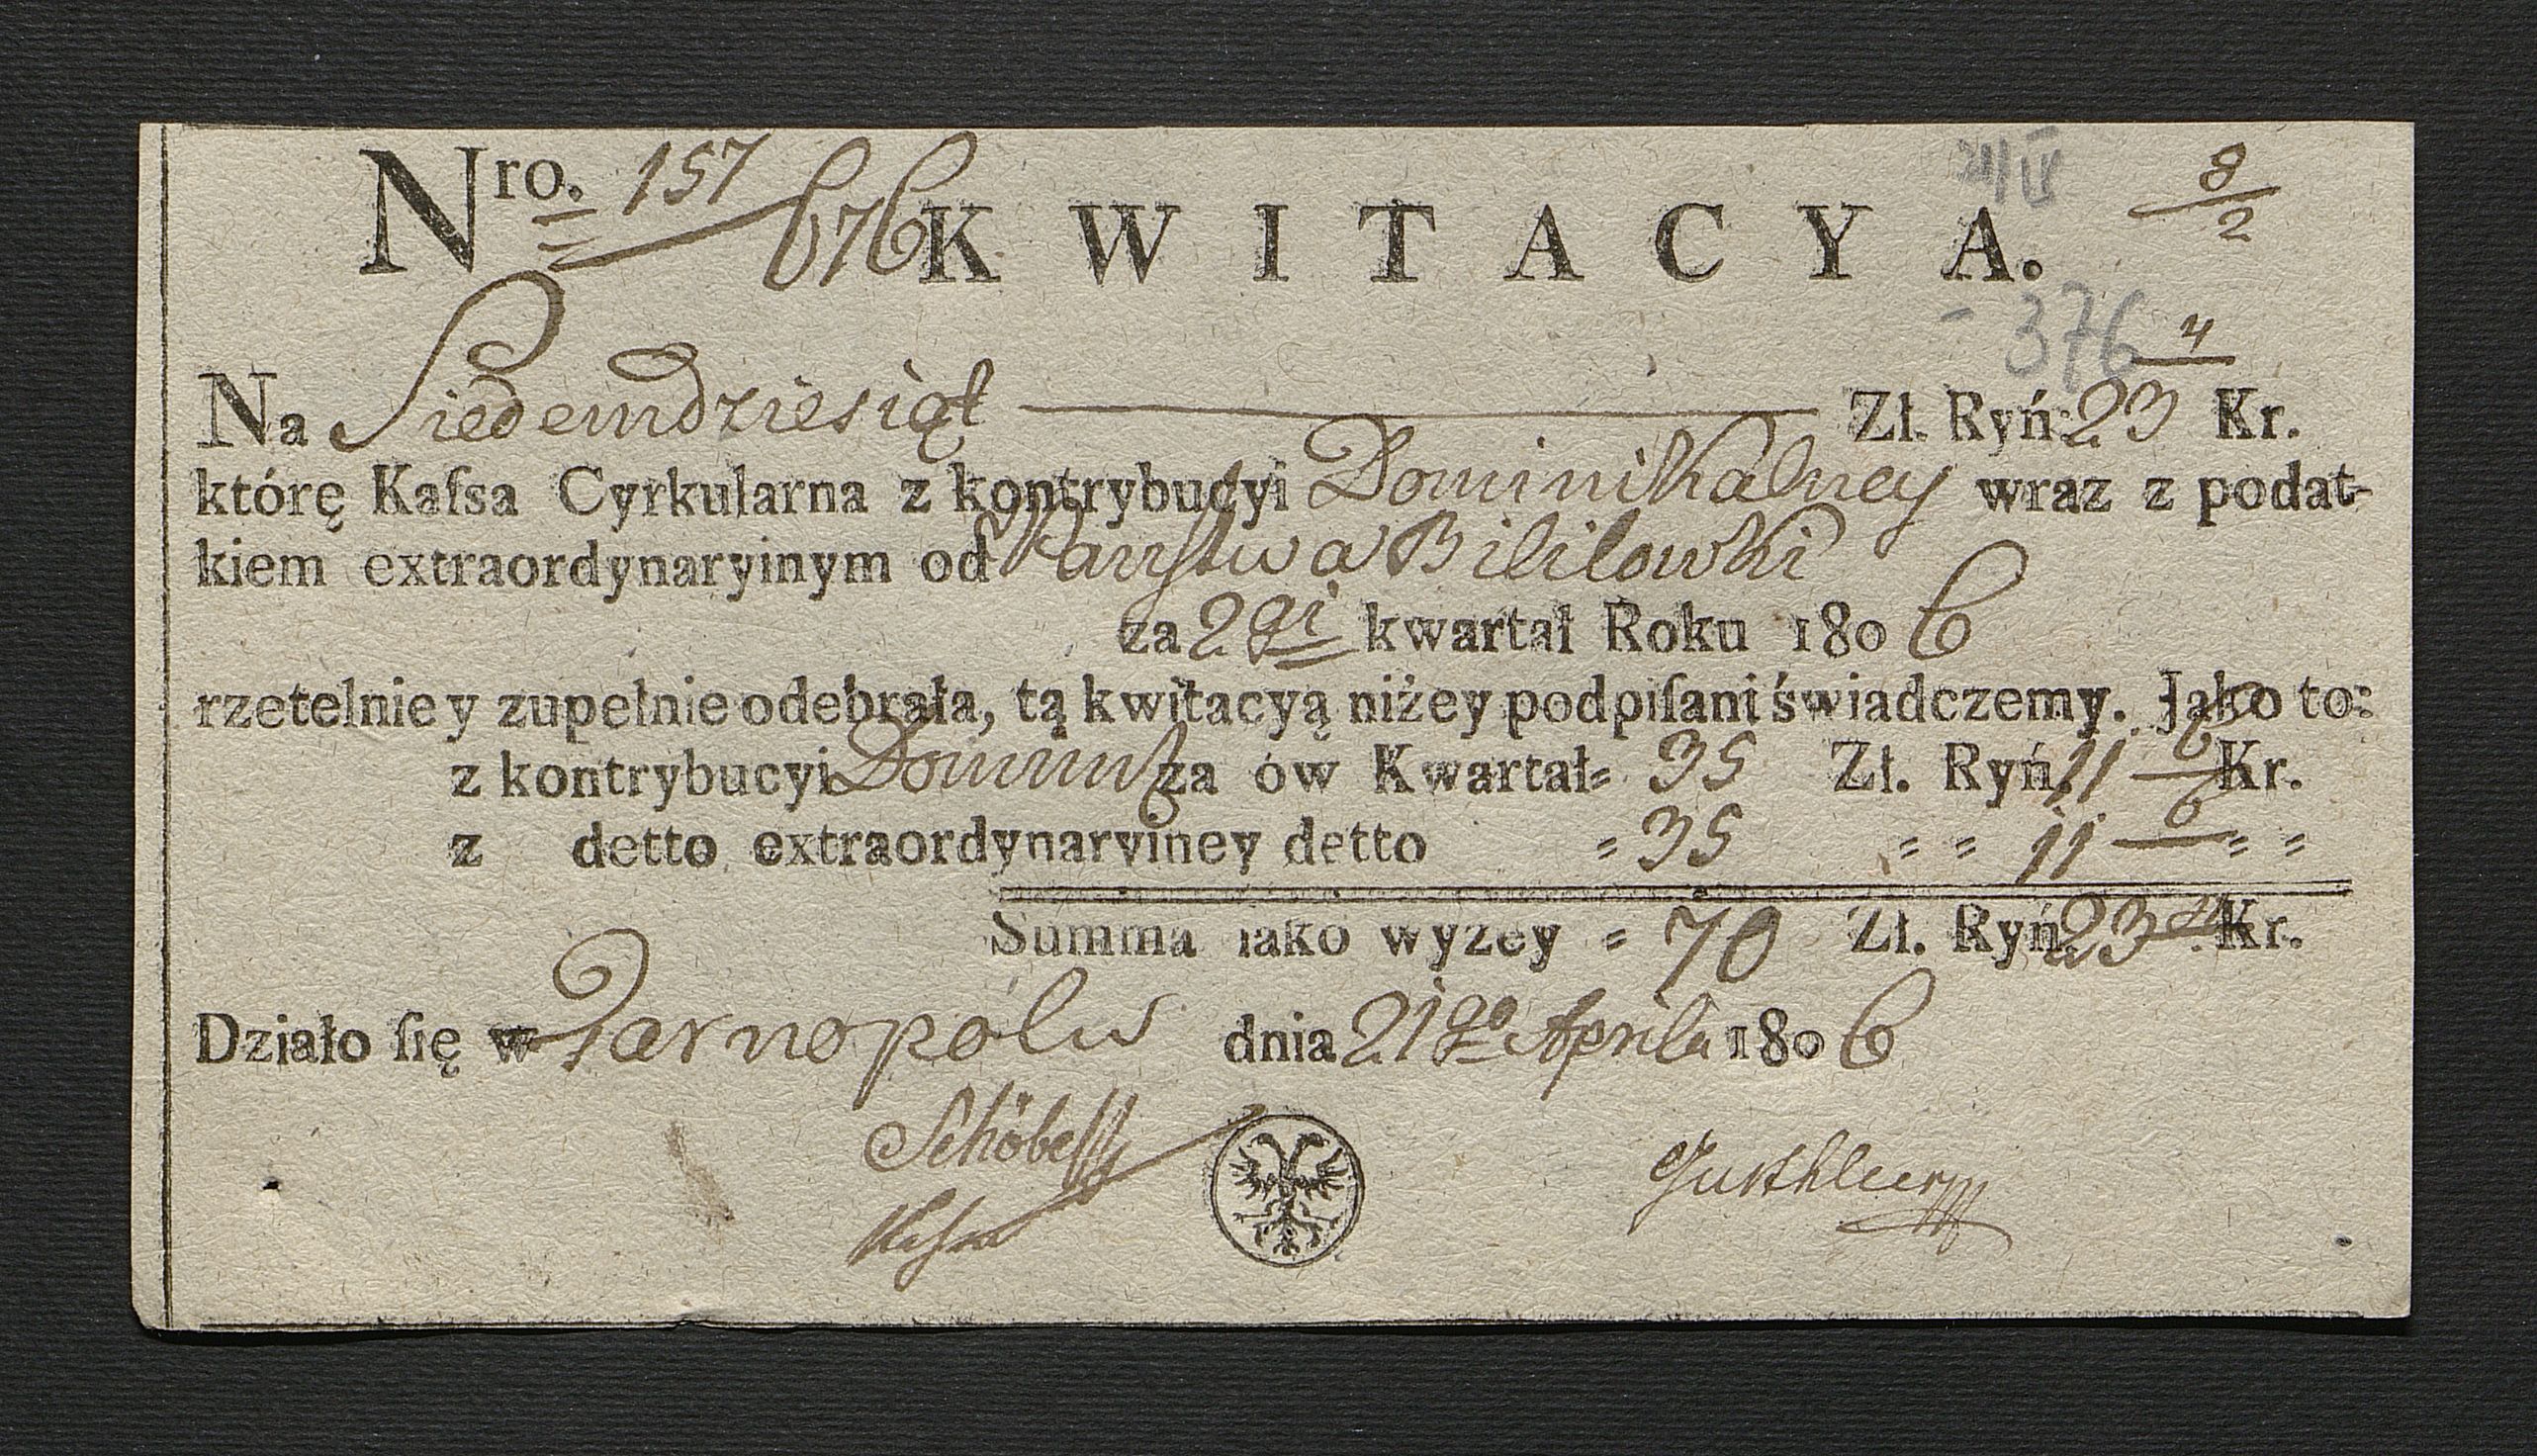 Nro. 157 676 KWITACYA. 8/2
- 376 4
Na Siedemdziesiąt Zł. Ryń: 23 Kr.
którę Kaſsa Cyrkularna z kontrybucyi Dominikalney wraz z podat-
kiem extraordynaryinym od Państwa Bililowki
za 2gi kwartał Roku 1806
rzetelnie y zupełnie odebrała, tą kwitacyą niżey podpiſani świadczemy. Jako to:
z kontrybucyi za ów Kwartał = 35 Zł. Ryń. 11 6 Kr.
z detto extraordynaryiney detto = 35 = = 11 6 = =
Summa iako wyżey = 70 Zł. Ryń. 23 4 Kr.
Działo ſię w Tarnopolu dnia 21go Aprila 1806
Schöbel